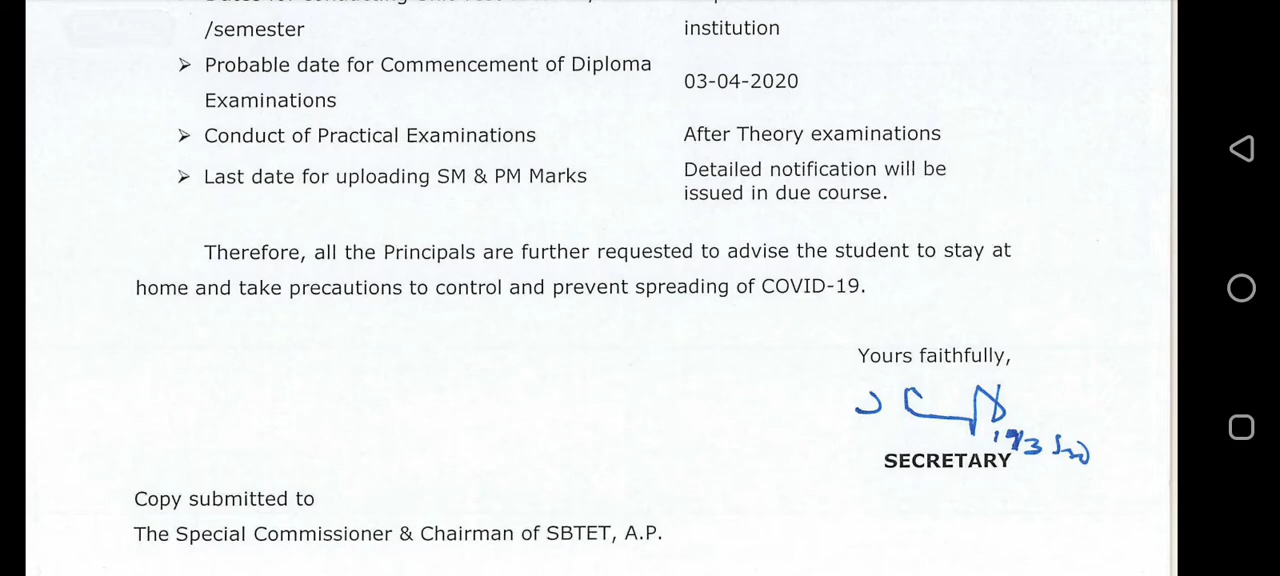 /semester
institution
➢ Probable date for Commencement of Diploma
Examinations
03-04-2020
➢ Conduct of Practical Examinations
After Theory examinations
➢ Last date for uploading SM & PM Marks
Detailed notification will be
issued in due course.
Therefore, all the Principals are further requested to advise the student to stay at
home and take precautions to control and prevent spreading of COVID-19.
Yours faithfully,
SECRETARY
Copy submitted to
The Special Commissioner & Chairman of SBTET, A.P.